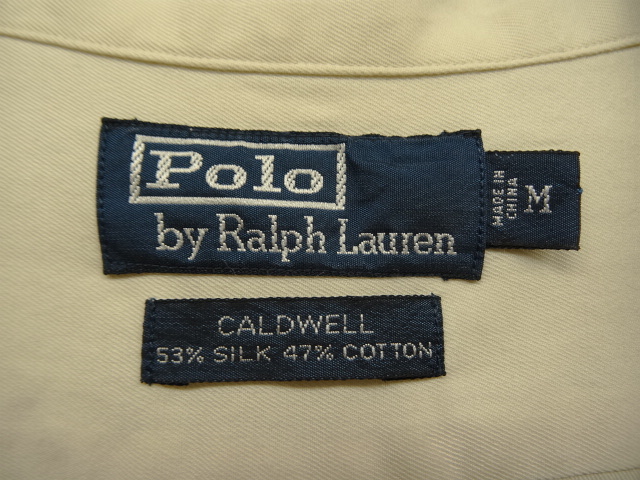 Polo
by Ralph Lauren
MADE IN
CHINA
M
CALDWELL
53% SILK 47% COTTON